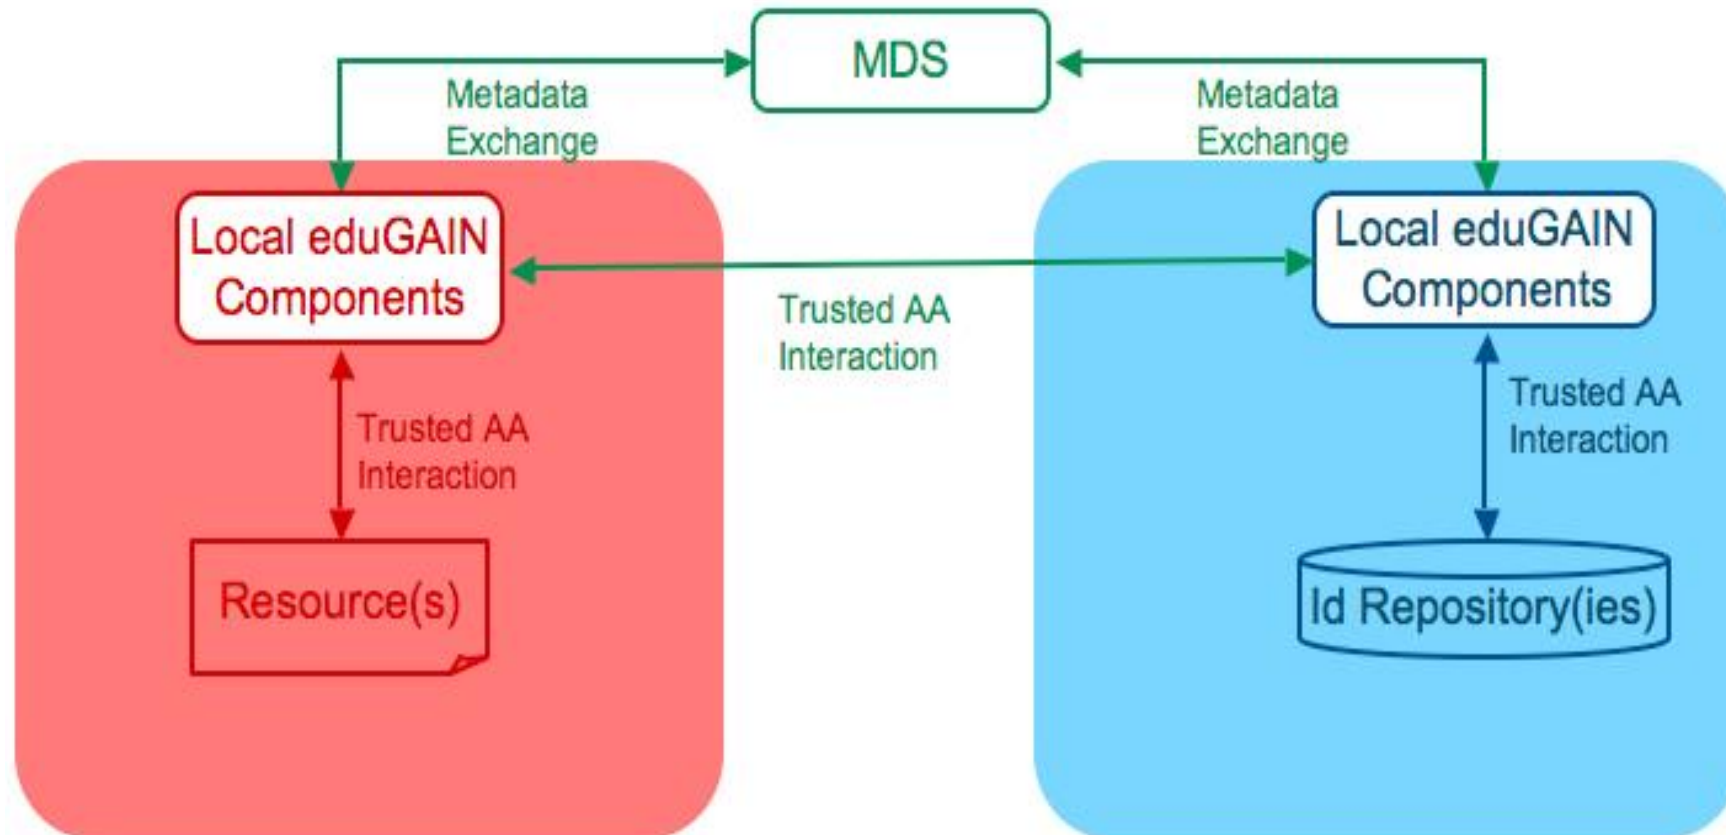 MDS
Metadata
Exchange
Metadata
Exchange
Local eduGAIN
Components
Local eduGAIN
Components
Trusted AA
Interaction
Trusted AA
Interaction
Trusted AA
Interaction
Resource(s)
Id Repository(ies)